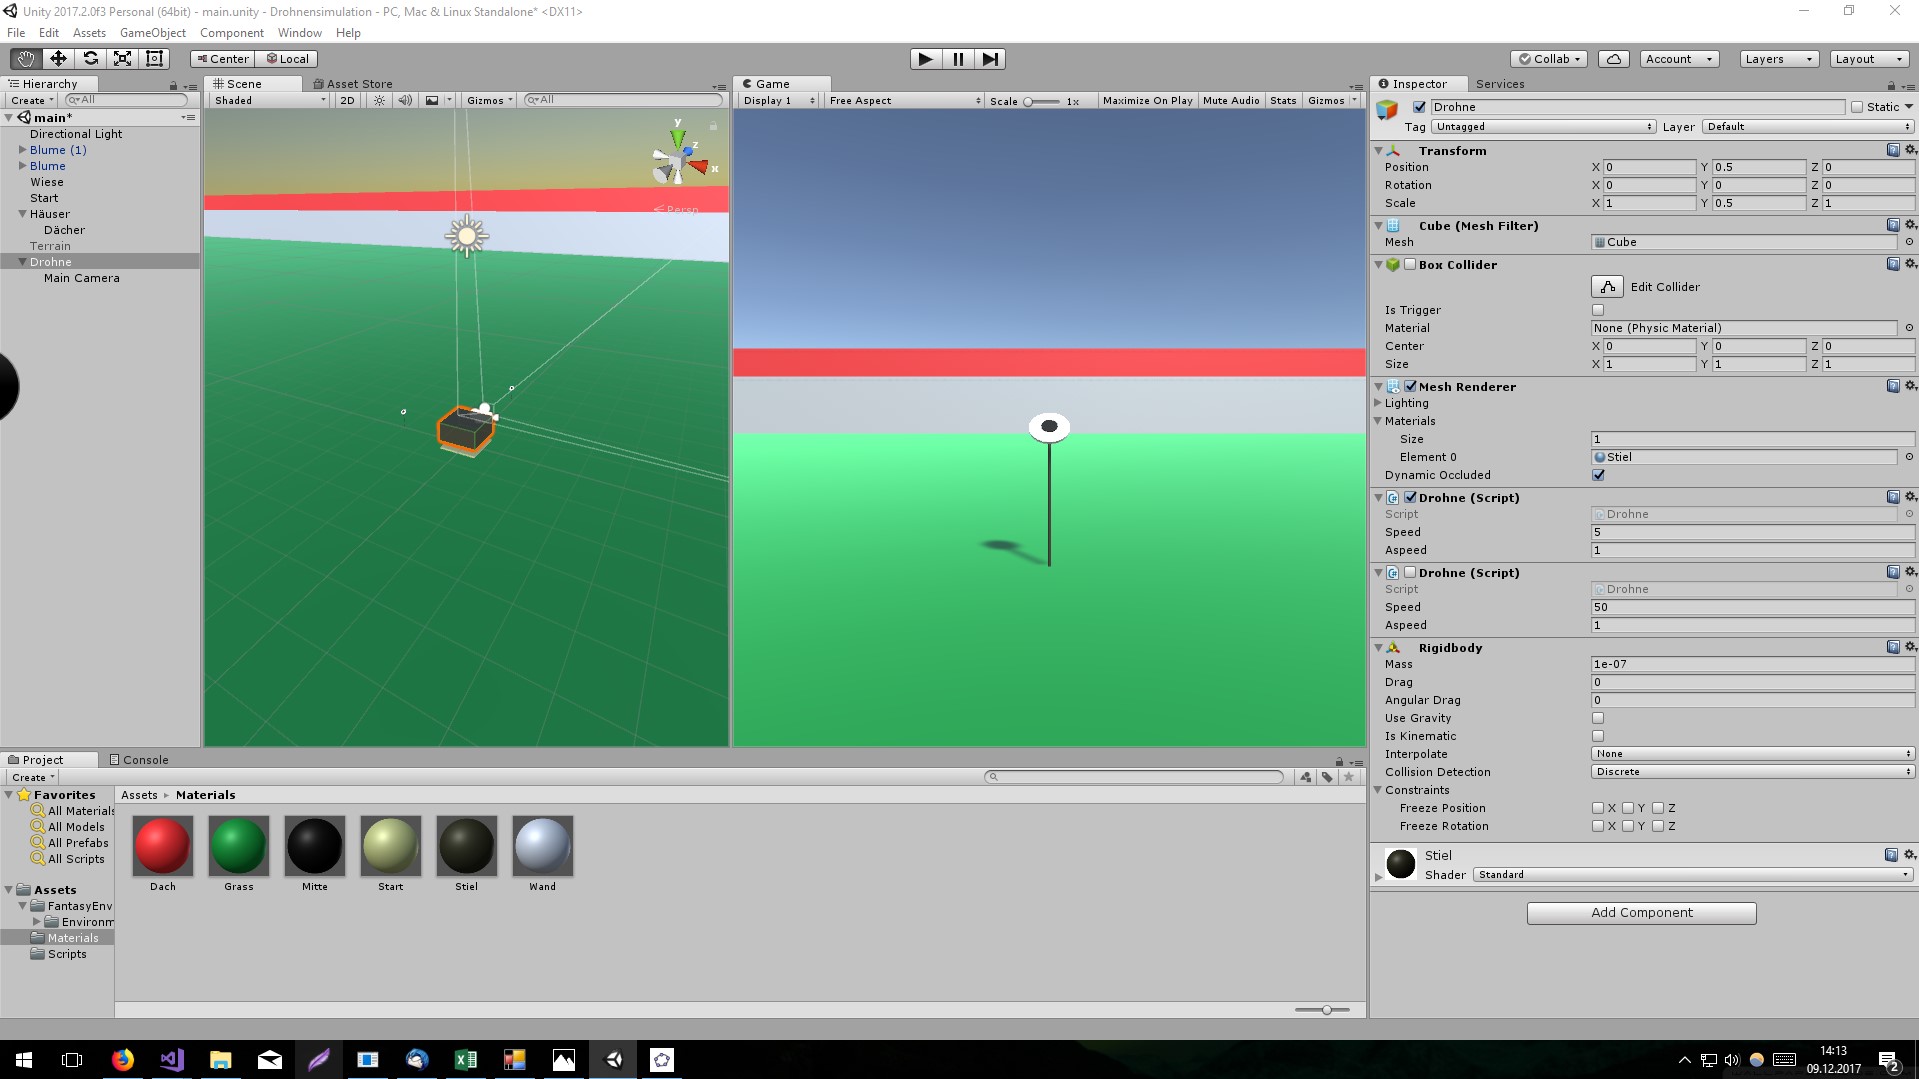 Unity 2017.2.0f3 Personal (64bit) - main.unity - Drohnensimulation - PC, Mac & Linux Standalone* <DX11>
File Edit Assets GameObject Component Window Help
Center Local
Collab Account Layers Layout
Hierarchy
Create All
main*
Directional Light
Blume (1)
Blume
Wiese
Start
Häuser
Dächer
Terrain
Drohne
Main Camera
Scene Asset Store
Shaded 2D Gizmos All
y
z
x
Persp
Game
Display 1 Free Aspect Scale 1x Maximize On Play Mute Audio Stats Gizmos
Inspector Services
Drohne Static
Tag Untagged Layer Default
Transform
Position X 0 Y 0.5 Z 0
Rotation X 0 Y 0 Z 0
Scale X 1 Y 0.5 Z 1
Cube (Mesh Filter)
Mesh Cube
Box Collider
Edit Collider
Is Trigger
Material None (Physic Material)
Center X 0 Y 0 Z 0
Size X 1 Y 1 Z 1
Mesh Renderer
Lighting
Materials
Size 1
Element 0 Stiel
Dynamic Occluded
Drohne (Script)
Script Drohne
Speed 5
Aspeed 1
Drohne (Script)
Script Drohne
Speed 50
Aspeed 1
Rigidbody
Mass 1e-07
Drag 0
Angular Drag 0
Use Gravity
Is Kinematic
Interpolate None
Collision Detection Discrete
Constraints
Freeze Position X Y Z
Freeze Rotation X Y Z
Stiel
Shader Standard
Add Component
Project Console
Create
Favorites
All Materials
All Models
All Prefabs
All Scripts
Assets
FantasyEnv
Environm
Materials
Scripts
Assets Materials
Dach Grass Mitte Start Stiel Wand
14:13
09.12.2017
2